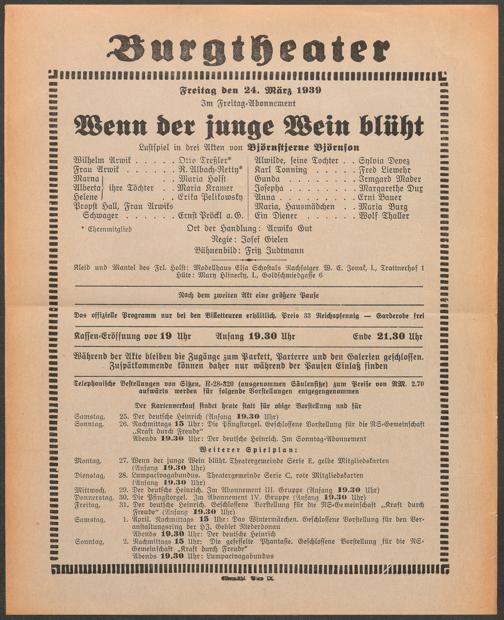 Burgtheater
Freitag den 24. März 1939
Im Freitag-Abonnement
Wenn der junge Wein blüht
Lustspiel in drei Akten von Björnstjerne Björnson
Wilhelm Arwik . . . . . Otto Treßler*
Frau Arwik . . . . . R. Albach-Retty*
Marna } Maria Holst
Alberta } ihre Töchter . . Maria Kramer
Helene } Erika Pelikowsky
Propst Hall, Frau Arwiks
Schwager . . . . . . Ernst Pröckl a. G.
Alwilde, seine Tochter . . Sylvia Devez
Karl Tonning . . . . . Fred Liewehr
Gunda . . . . . . Irmgard Mader
Josepha . . . . . . Margarethe Dux
Anna . . . . . . . Erni Bauer
Maria, Hausmädchen . . Maria Burg
Ein Diener . . . . . Wolf Thaller
* Ehrenmitglied
Ort der Handlung: Arwiks Gut
Regie: Josef Gielen
Bühnenbild: Fritz Judtmann
Kleid und Mantel des Frl. Holst: Modellhaus Elsa Schostals Nachfolger W. E. Jonak, I., Trattnerhof 1
Hüte: Mary Hlinetky, I., Goldschmiedgasse 6
Nach dem zweiten Akt eine größere Pause
Das offizielle Programm nur bei den Billetteuren erhältlich. Preis 33 Reichspfennig — Garderobe frei
Kassen-Eröffnung vor 19 Uhr Anfang 19.30 Uhr Ende 21.30 Uhr
Während der Akte bleiben die Zugänge zum Parkett, Parterre und den Galerien geschlossen.
Zuspätkommende können daher nur während der Pausen Einlaß finden
Telephonische Bestellungen von Sitzen, R-28-320 (ausgenommen Säulensitze) zum Preise von RM. 2.70
aufwärts werden für folgende Vorstellungen entgegengenommen
Der Kartenverkauf findet heute statt für obige Vorstellung und für
Samstag, 25. Der deutsche Heinrich (Anfang 19.30 Uhr)
Sonntag, 26. Nachmittags 15 Uhr: Die Pfingstorgel. Geschlossene Vorstellung für die NS-Gemeinschaft
„Kraft durch Freude“
Abends 19.30 Uhr: Der deutsche Heinrich. Im Sonntag-Abonnement
Weiterer Spielplan:
Montag, 27. Wenn der junge Wein blüht. Theatergemeinde Serie E, gelbe Mitgliedskarten
(Anfang 19.30 Uhr)
Dienstag, 28. Lumpacivagabundus. Theatergemeinde Serie C, rote Mitgliedskarten
(Anfang 19.30 Uhr)
Mittwoch, 29. Der deutsche Heinrich. Im Abonnement III. Gruppe (Anfang 19.30 Uhr)
Donnerstag, 30. Die Pfingstorgel. Im Abonnement IV. Gruppe (Anfang 19.30 Uhr)
Freitag, 31. Der deutsche Heinrich. Geschlossene Vorstellung für die NS-Gemeinschaft „Kraft durch
Freude“ (Anfang 19.30 Uhr)
Samstag, 1. April. Nachmittags 15 Uhr: Das Wintermärchen. Geschlossene Vorstellung für den Ver-
anstaltungsring der HJ. Gebiet Niederdonau
Abends 19.30 Uhr: Der deutsche Heinrich
Sonntag, 2. Nachmittags 15 Uhr: Die gefesselte Phantasie. Geschlossene Vorstellung für die NS-
Gemeinschaft „Kraft durch Freude“
Abends 19.30 Uhr: Lumpacivagabundus
Elbemühl Wien IX.